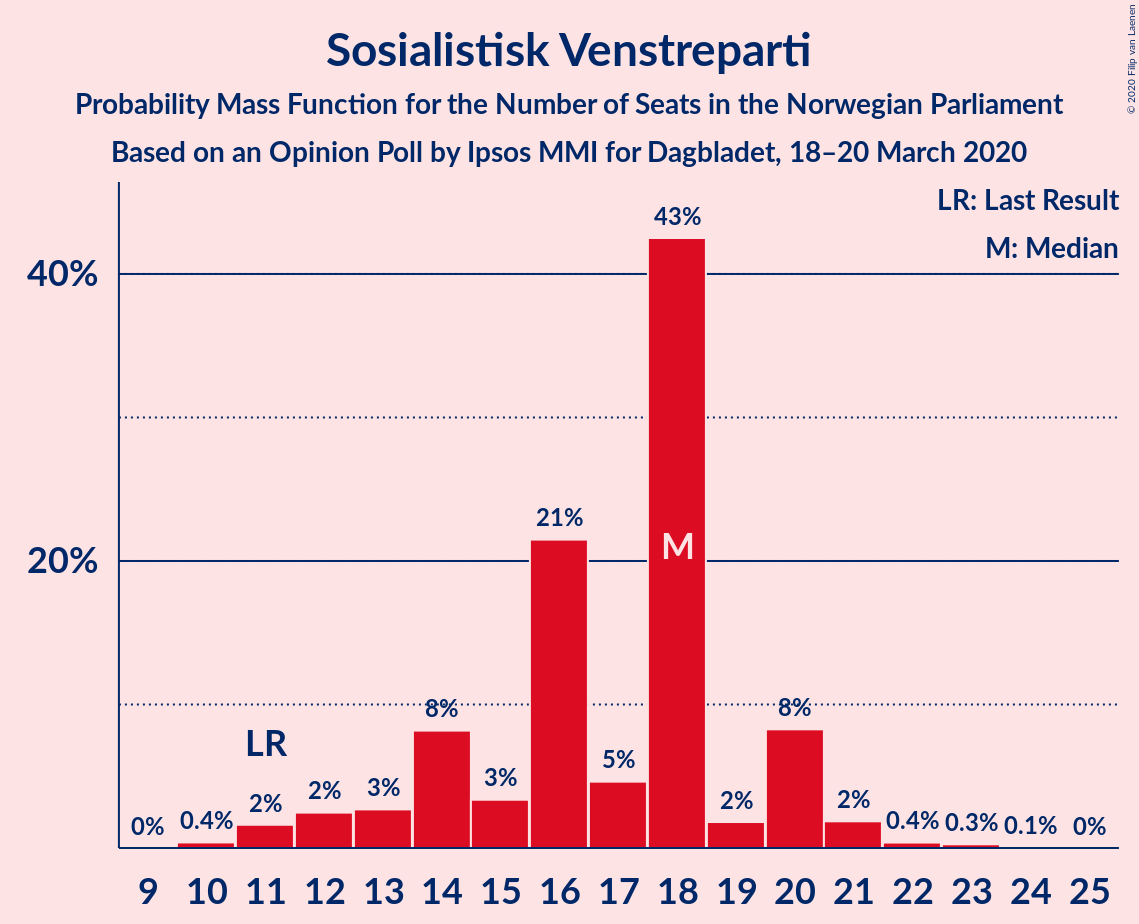 Sosialistisk Venstreparti
Probability Mass Function for the Number of Seats in the Norwegian Parliament
Based on an Opinion Poll by Ipsos MMI for Dagbladet, 18–20 March 2020
© 2020 Filip van Laenen
LR: Last Result
M: Median
40%
20%
0%
0.4%
2%
LR
2%
3%
8%
3%
21%
5%
43%
M
2%
8%
2%
0.4%
0.3%
0.1%
0%
9 10 11 12 13 14 15 16 17 18 19 20 21 22 23 24 25